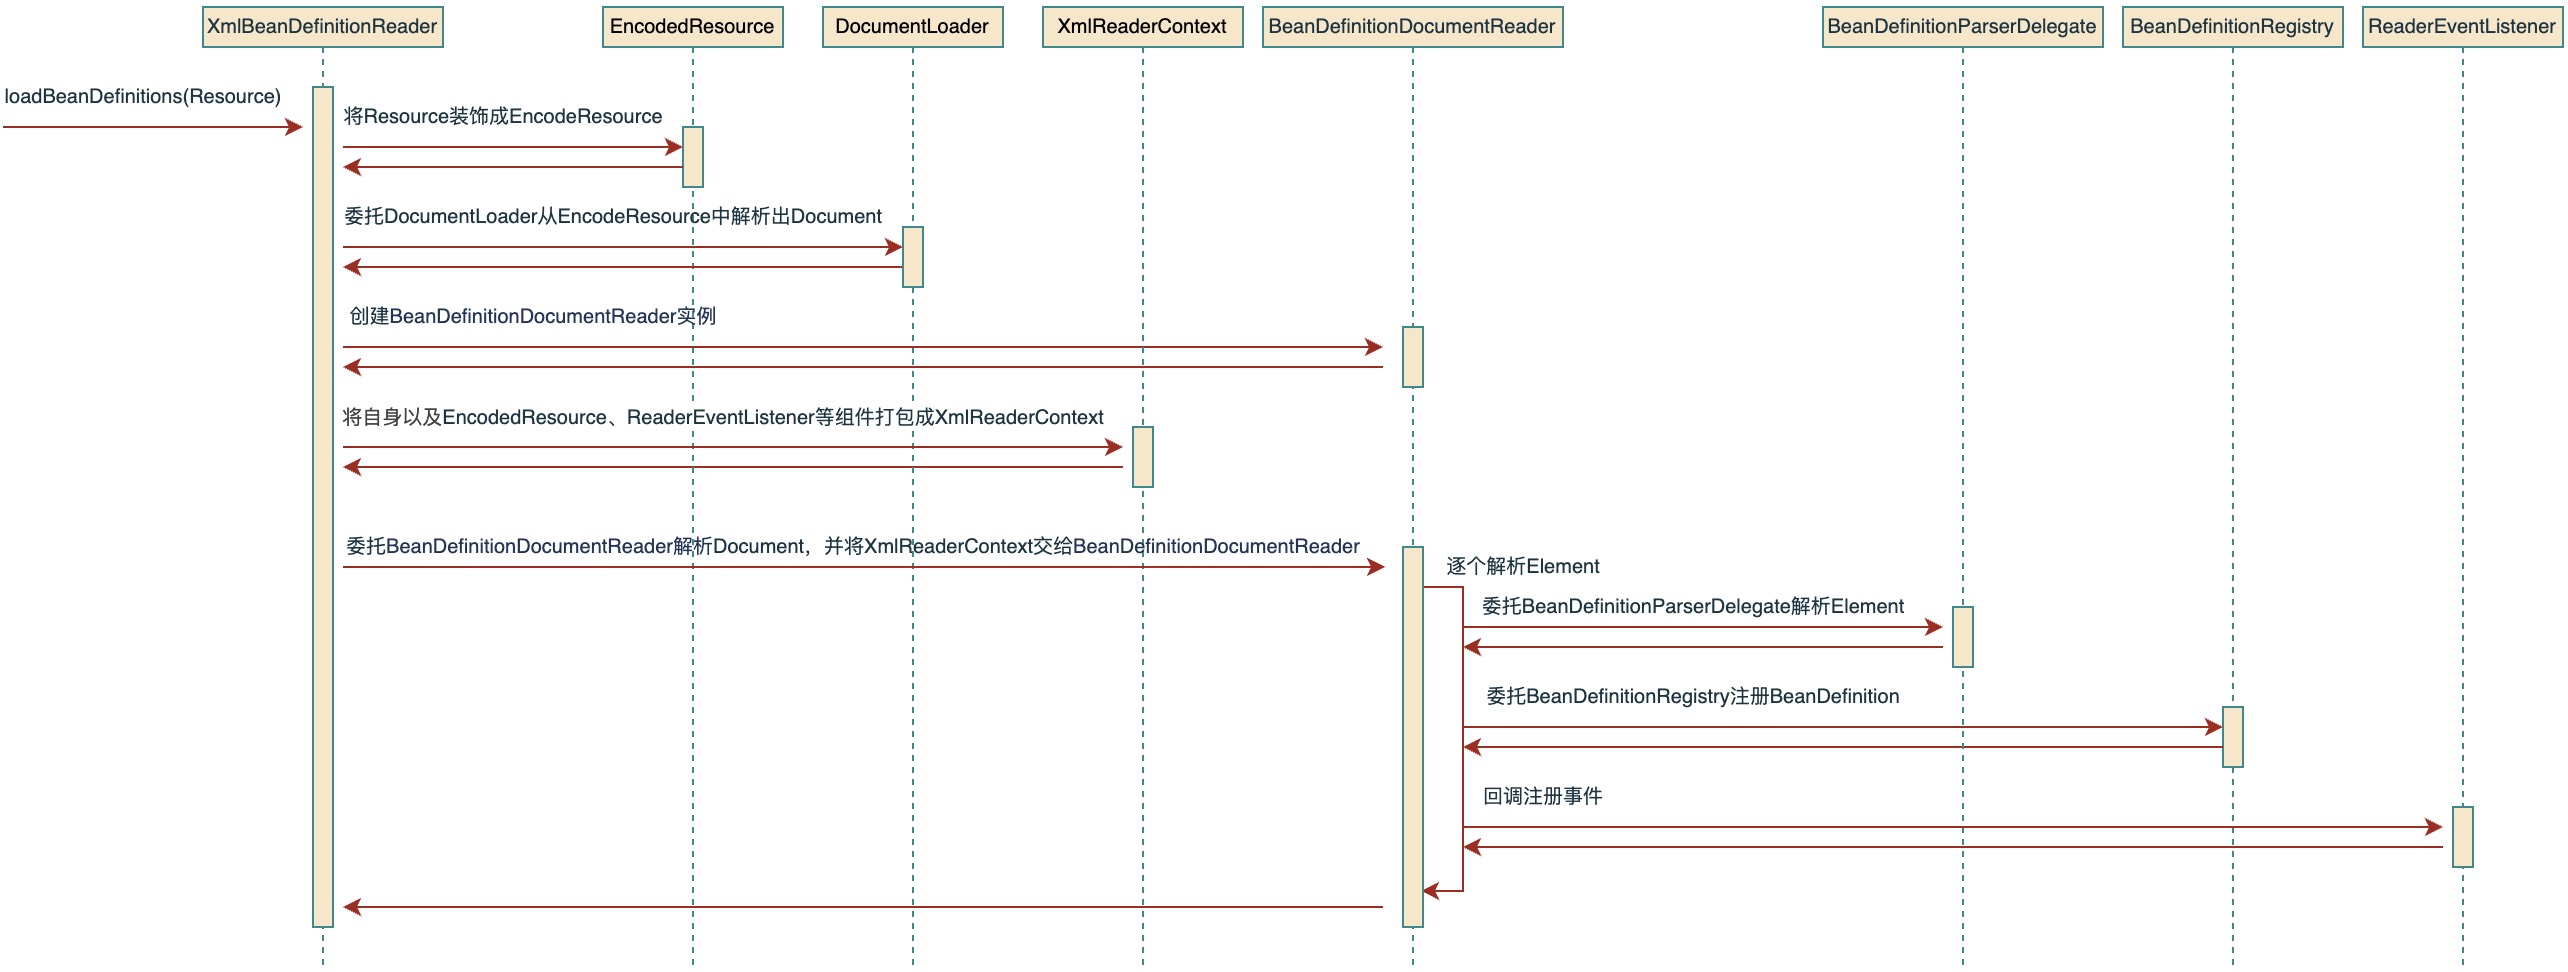 XmlBeanDefinitionReader
EncodedResource
DocumentLoader
XmlReaderContext
BeanDefinitionDocumentReader
BeanDefinitionParserDelegate
BeanDefinitionRegistry
ReaderEventListener
loadBeanDefinitions(Resource)
将Resource装饰成EncodeResource
委托DocumentLoader从EncodeResource中解析出Document
创建BeanDefinitionDocumentReader实例
将自身以及EncodedResource、ReaderEventListener等组件打包成XmlReaderContext
委托BeanDefinitionDocumentReader解析Document，并将XmlReaderContext交给BeanDefinitionDocumentReader
逐个解析Element
委托BeanDefinitionParserDelegate解析Element
委托BeanDefinitionRegistry注册BeanDefinition
回调注册事件